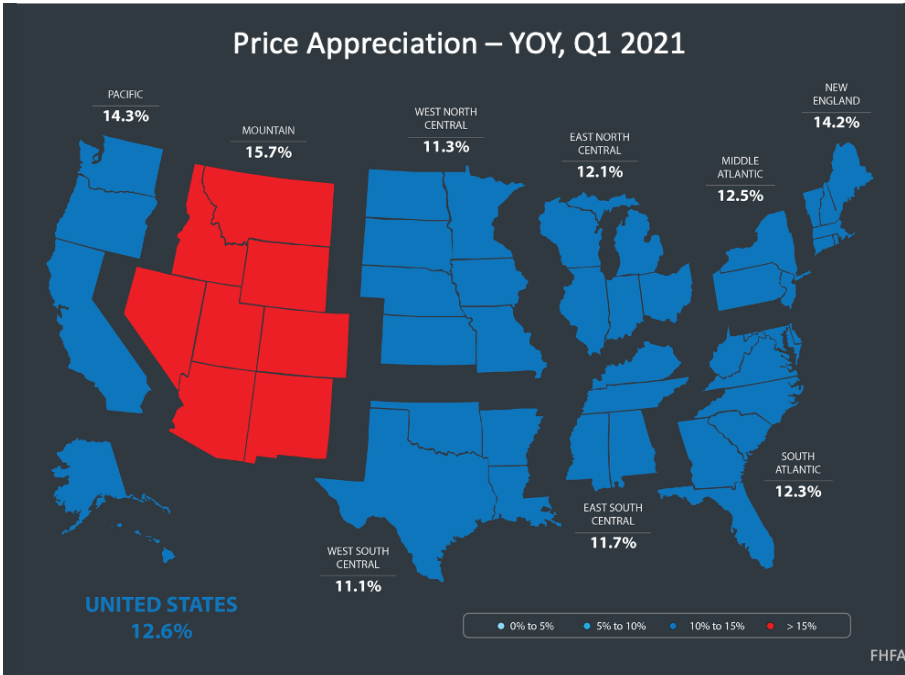 Price Appreciation – YOY, Q1 2021
PACIFIC
14.3%
MOUNTAIN
15.7%
WEST NORTH
CENTRAL
11.3%
EAST NORTH
CENTRAL
12.1%
MIDDLE
ATLANTIC
12.5%
NEW
ENGLAND
14.2%
SOUTH
ATLANTIC
12.3%
EAST SOUTH
CENTRAL
11.7%
WEST SOUTH
CENTRAL
11.1%
UNITED STATES
12.6%
0% to 5% 5% to 10% 10% to 15% > 15%
FHFA